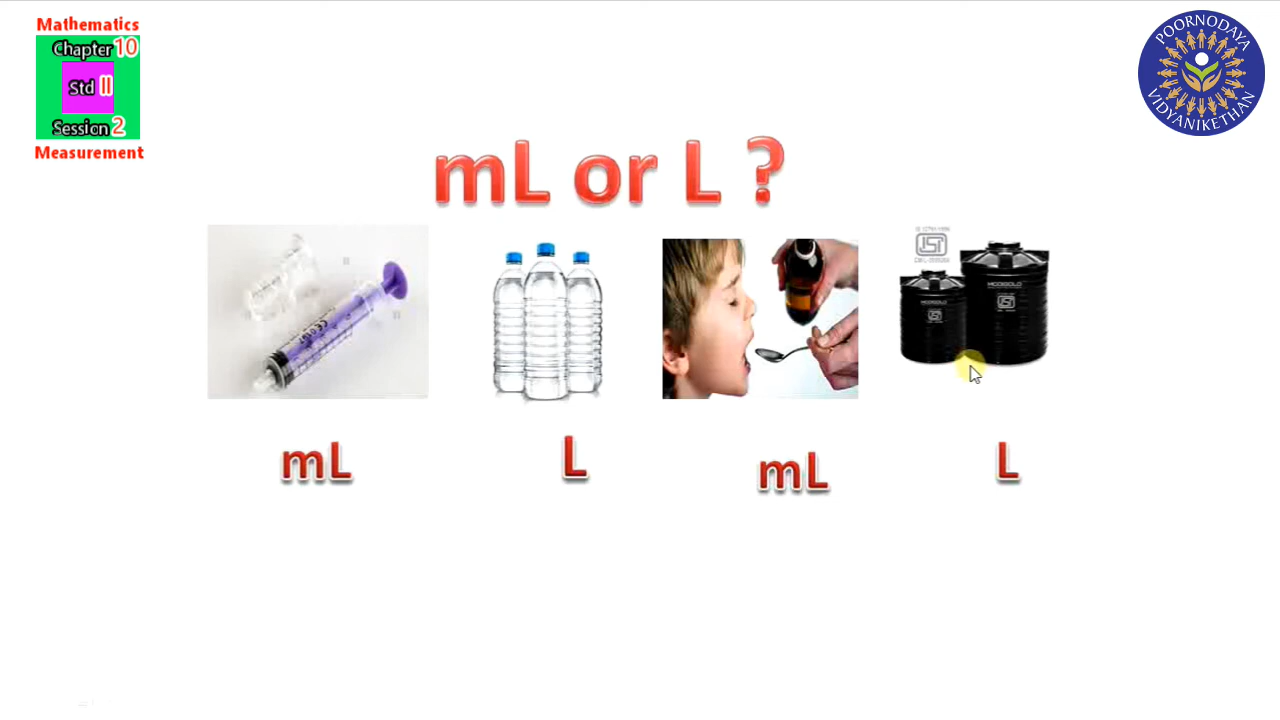 Mathematics
Chapter 10
Std II
Session 2
Measurement
POORNODAYA
VIDYANIKETHAN
mL or L ?
mL
L
mL
L